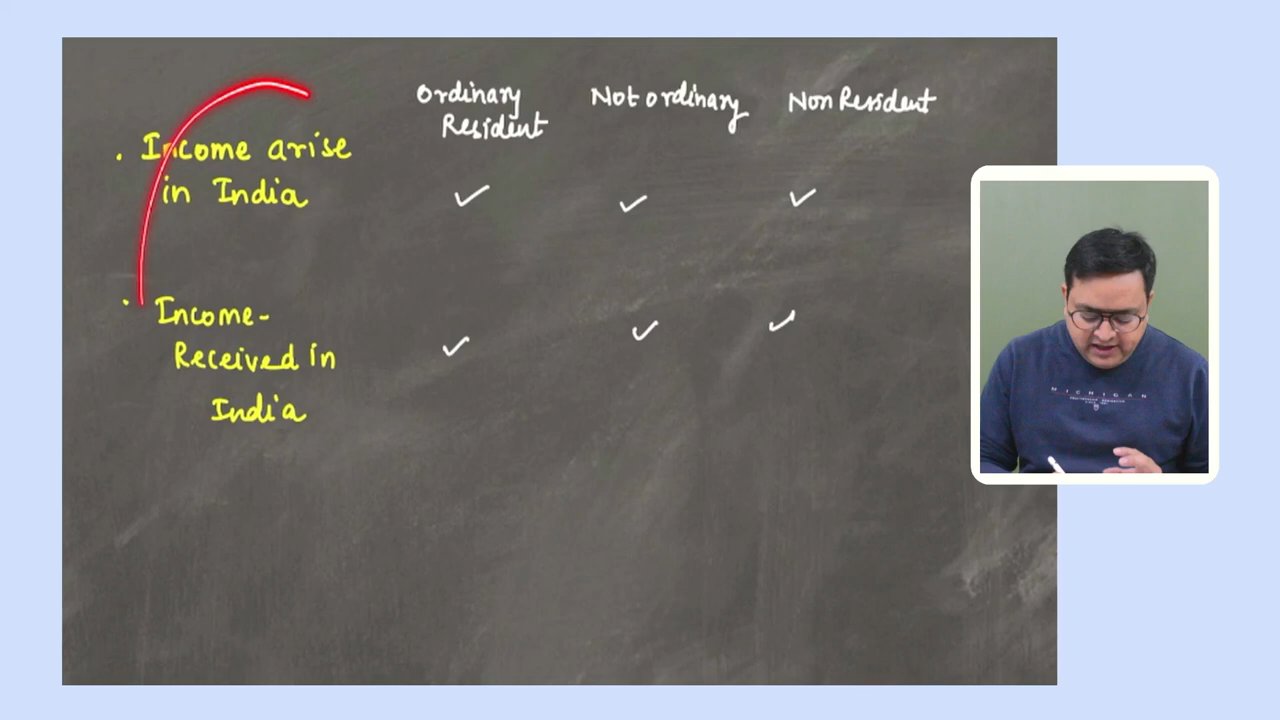 Ordinary Not ordinary Non Resident
Resident
. Income arise
in India
✓ ✓ ✓
. Income-
Received in
India
✓ ✓ ✓
MICHIGAN